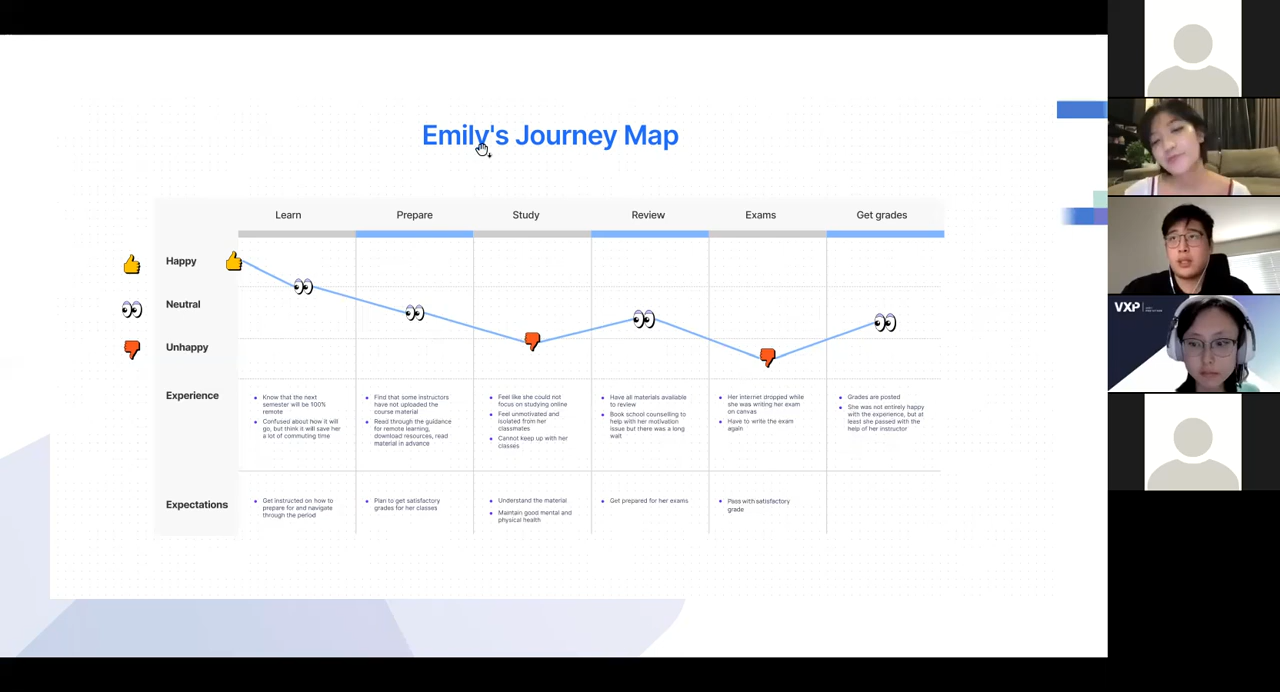 Emily's Journey Map
Learn
Prepare
Study
Review
Exams
Get grades
Happy
Neutral
Unhappy
Experience
Know that the next
semester will be 100%
remote
Confused about how it will
go, but think it will save her
a lot of commuting time
Find that some instructors
have not uploaded the
course material
Read through the guidance
for remote learning,
download resources, read
material in advance
Feel like she could not
focus on studying online
Feel unmotivated and
isolated from her
classmates
Cannot keep up with her
classes
Have all materials available
to review
Book school counselling to
help with her motivation
issue but there was a long
wait
Her internet dropped while
she was writing her exam
on canvas
Have to write the exam
again
Grades are posted
She was not entirely happy
with the experience, but at
least she passed with the
help of her instructor
Expectations
Get instructed on how to
prepare for and navigate
through the period
Plan to get satisfactory
grades for her classes
Understand the material
Maintain good mental and
physical health
Get prepared for her exams
Pass with satisfactory
grade
VXP